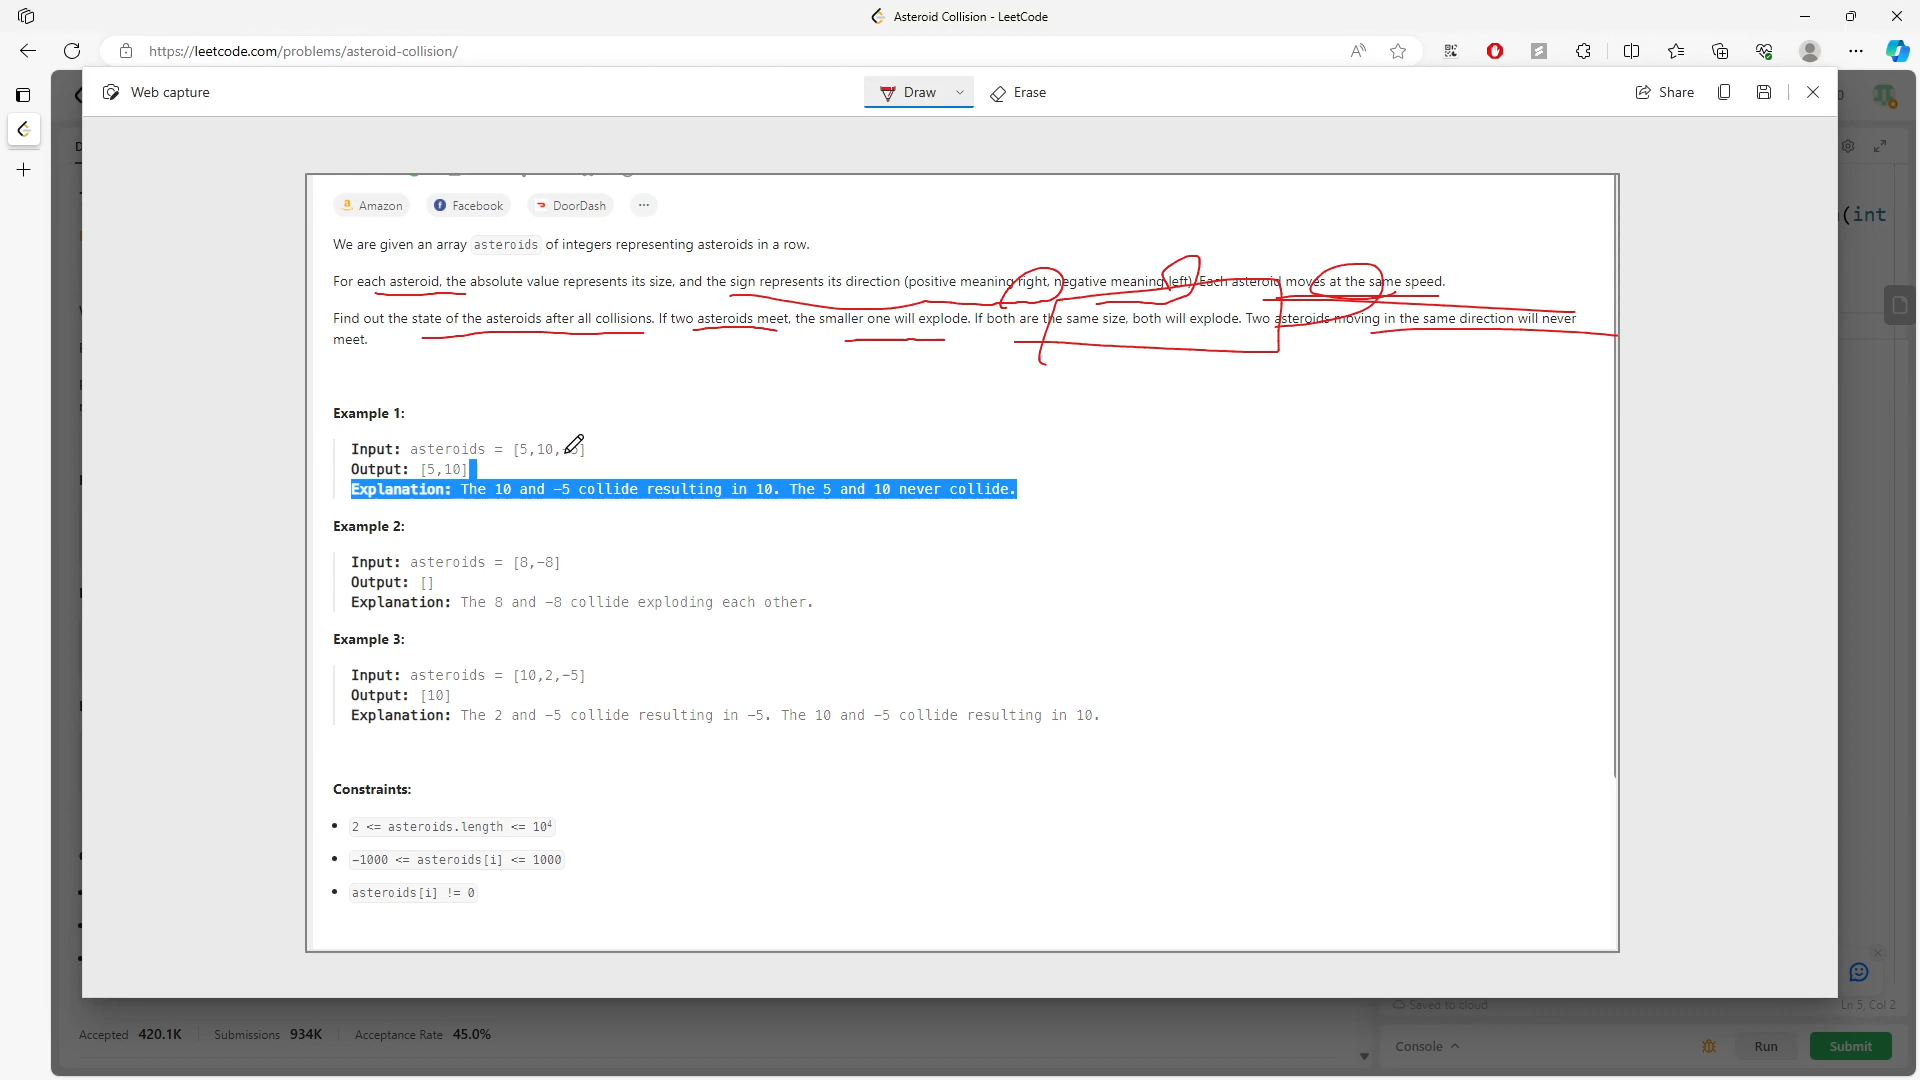 Asteroid Collision - LeetCode
https://leetcode.com/problems/asteroid-collision/
Web capture
Draw
Erase
Share
(int
Amazon
Facebook
DoorDash
...
We are given an array asteroids of integers representing asteroids in a row.
For each asteroid, the absolute value represents its size, and the sign represents its direction (positive meaning right, negative meaning left). Each asteroid moves at the same speed.
Find out the state of the asteroids after all collisions. If two asteroids meet, the smaller one will explode. If both are the same size, both will explode. Two asteroids moving in the same direction will never
meet.
Example 1:
Input: asteroids = [5,10,-5]
Output: [5,10]
Explanation: The 10 and -5 collide resulting in 10. The 5 and 10 never collide.
Example 2:
Input: asteroids = [8,-8]
Output: []
Explanation: The 8 and -8 collide exploding each other.
Example 3:
Input: asteroids = [10,2,-5]
Output: [10]
Explanation: The 2 and -5 collide resulting in -5. The 10 and -5 collide resulting in 10.
Constraints:
• 2 <= asteroids.length <= 10⁴
• -1000 <= asteroids[i] <= 1000
• asteroids[i] != 0
Saved to cloud
Ln 5, Col 2
Accepted 420.1K
Submissions 934K
Acceptance Rate 45.0%
Console
Run
Submit